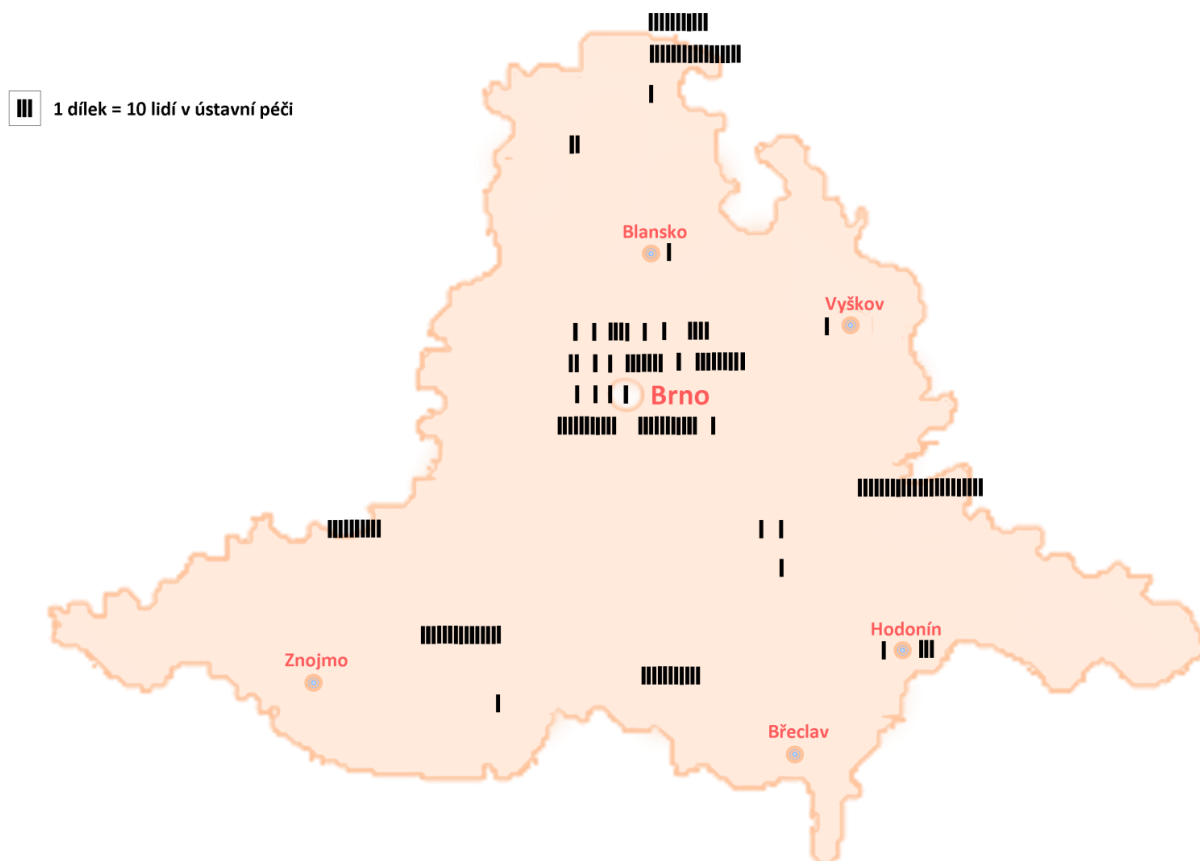 1 dílek = 10 lidí v ústavní péči
Blansko
Vyškov
Brno
Hodonín
Znojmo
Břeclav